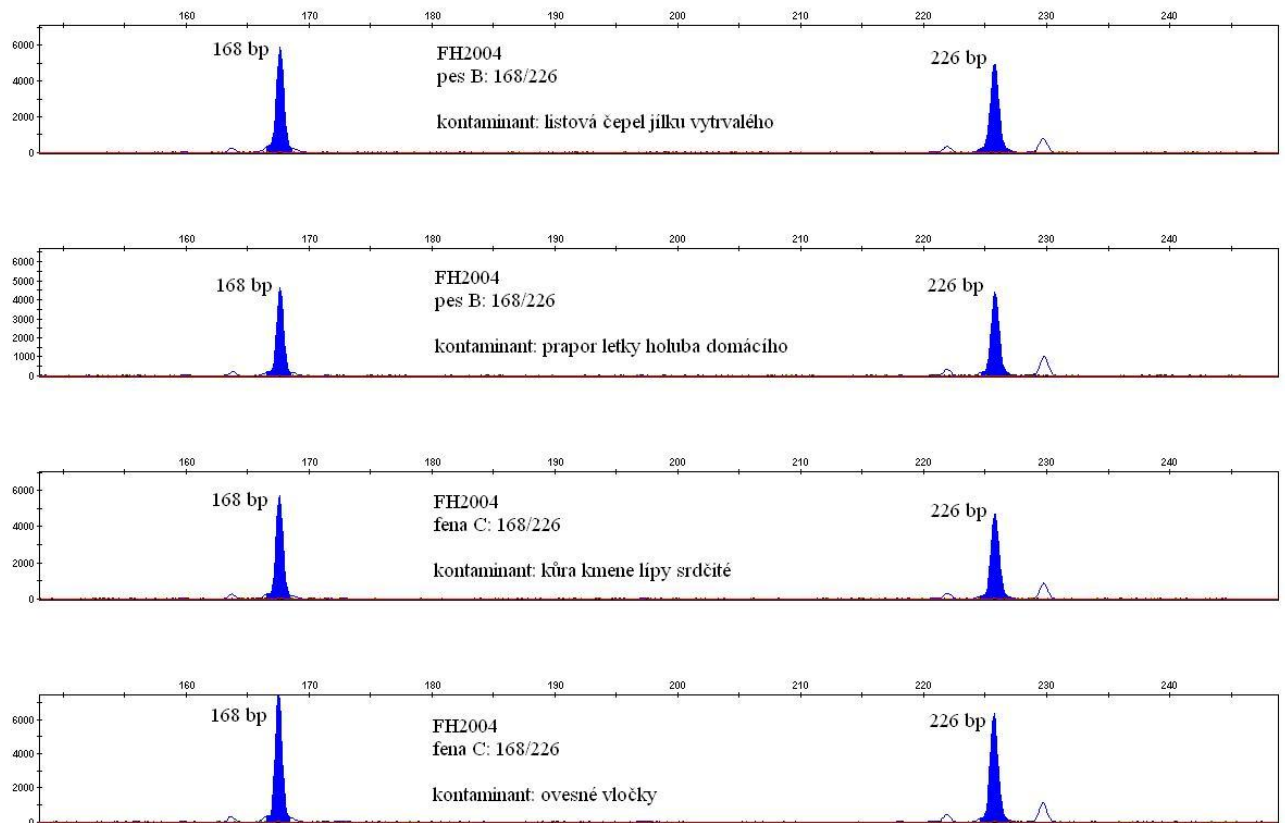 160 170 180 190 200 210 220 230 240
6000
4000
2000
0
168 bp
FH2004
pes B: 168/226
kontaminant: listová čepel jílku vytrvalého
226 bp
160 170 180 190 200 210 220 230 240
6000
5000
4000
3000
2000
1000
0
168 bp
FH2004
pes B: 168/226
kontaminant: prapor letky holuba domácího
226 bp
160 170 180 190 200 210 220 230 240
6000
4000
2000
0
168 bp
FH2004
fena C: 168/226
kontaminant: kůra kmene lípy srdčité
226 bp
160 170 180 190 200 210 220 230 240
6000
4000
2000
0
168 bp
FH2004
fena C: 168/226
kontaminant: ovesné vločky
226 bp